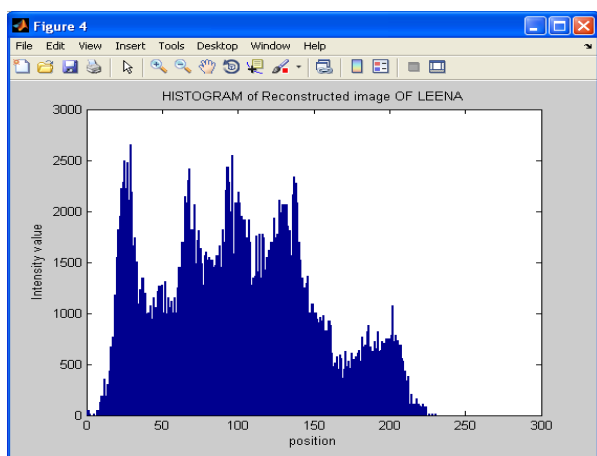 Figure 4
File Edit View Insert Tools Desktop Window Help
HISTOGRAM of Reconstructed image OF LEENA
3000
2500
2000
1500
1000
500
0
Intensity value
0 50 100 150 200 250 300
position